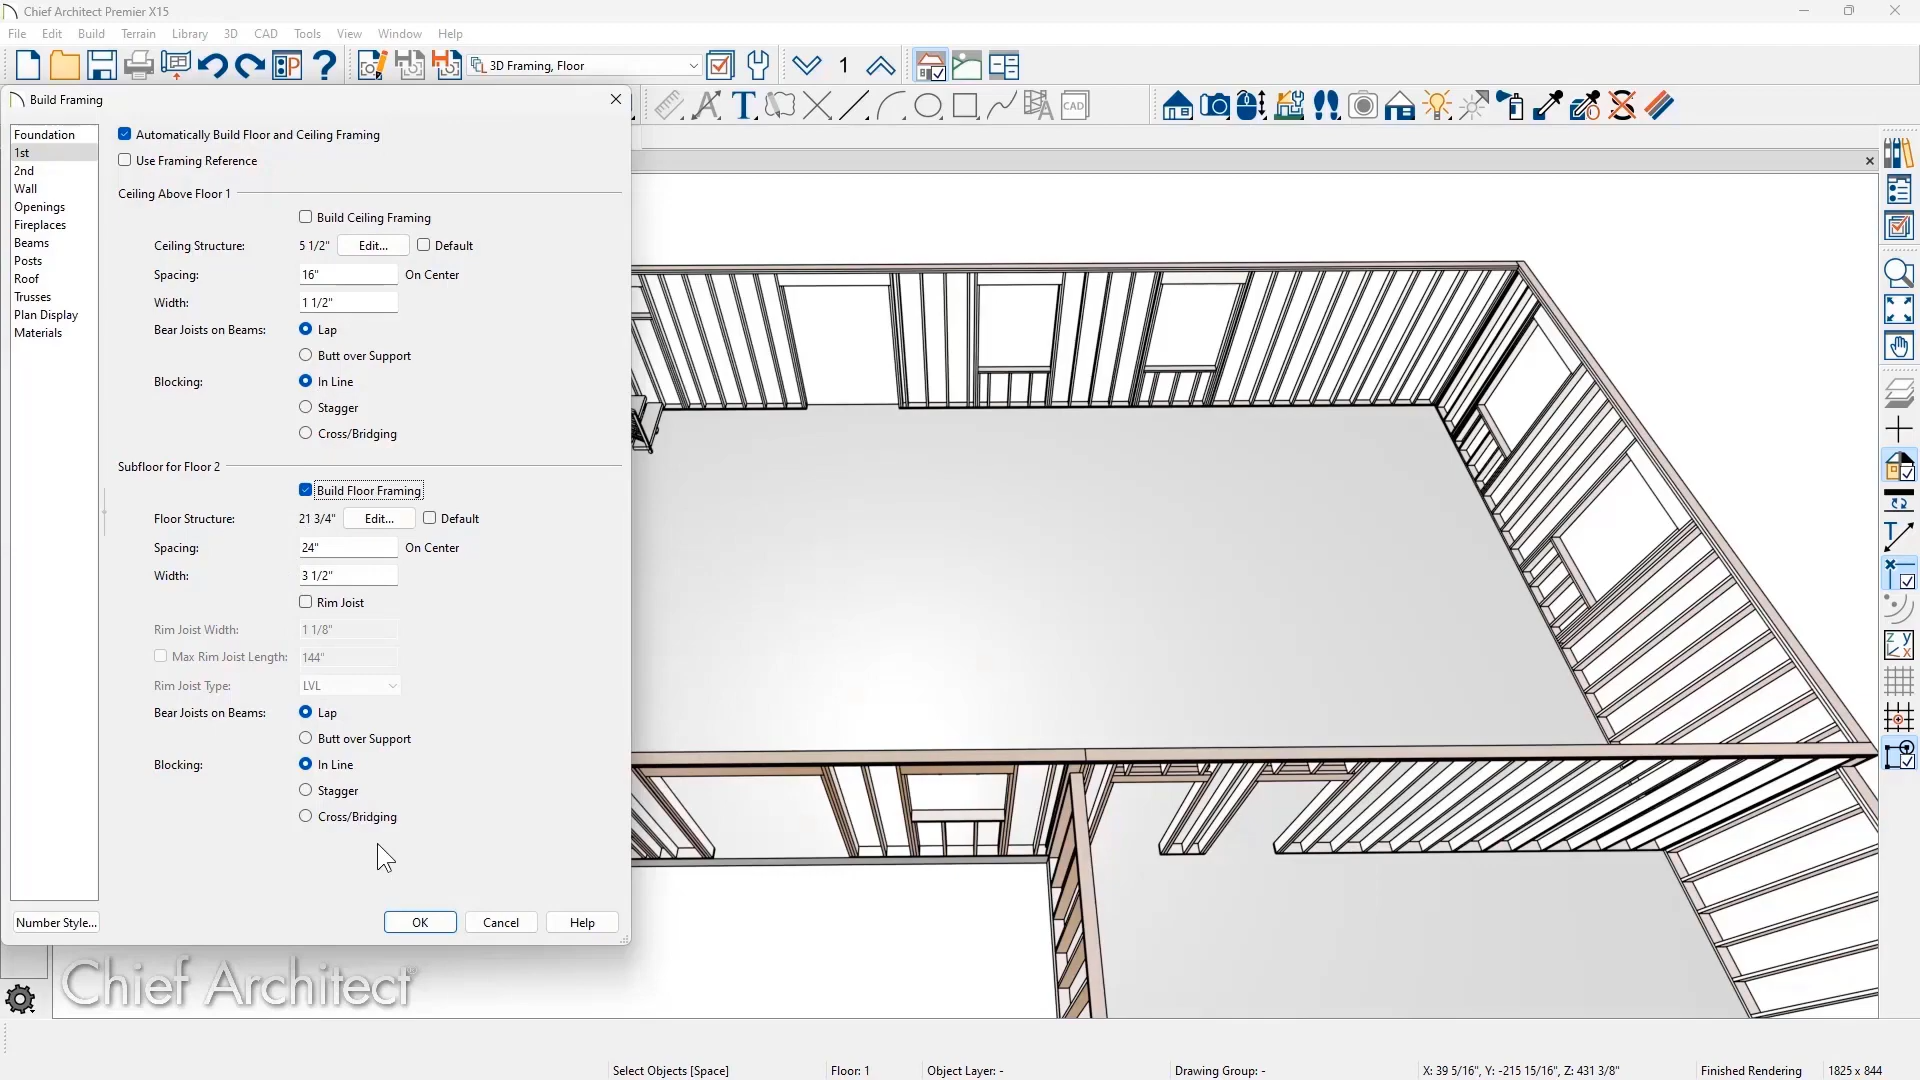 Chief Architect Premier X15
File Edit Build Terrain Library 3D CAD Tools View Window Help
3D Framing, Floor
1
Build Framing
T
CAD
Foundation
1st
2nd
Wall
Openings
Fireplaces
Beams
Posts
Roof
Trusses
Plan Display
Materials
Automatically Build Floor and Ceiling Framing
Use Framing Reference
Ceiling Above Floor 1
Build Ceiling Framing
Ceiling Structure: 5 1/2" Edit... Default
Spacing: 16" On Center
Width: 1 1/2"
Bear Joists on Beams: Lap
Butt over Support
Blocking: In Line
Stagger
Cross/Bridging
Subfloor for Floor 2
Build Floor Framing
Floor Structure: 21 3/4" Edit... Default
Spacing: 24" On Center
Width: 3 1/2"
Rim Joist
Rim Joist Width: 1 1/8"
Max Rim Joist Length: 144"
Rim Joist Type: LVL
Bear Joists on Beams: Lap
Butt over Support
Blocking: In Line
Stagger
Cross/Bridging
Number Style... OK Cancel Help
Chief Architect
Select Objects [Space] Floor: 1 Object Layer: - Drawing Group: - X: 39 5/16", Y: -215 15/16", Z: 431 3/8" Finished Rendering 1825 x 844